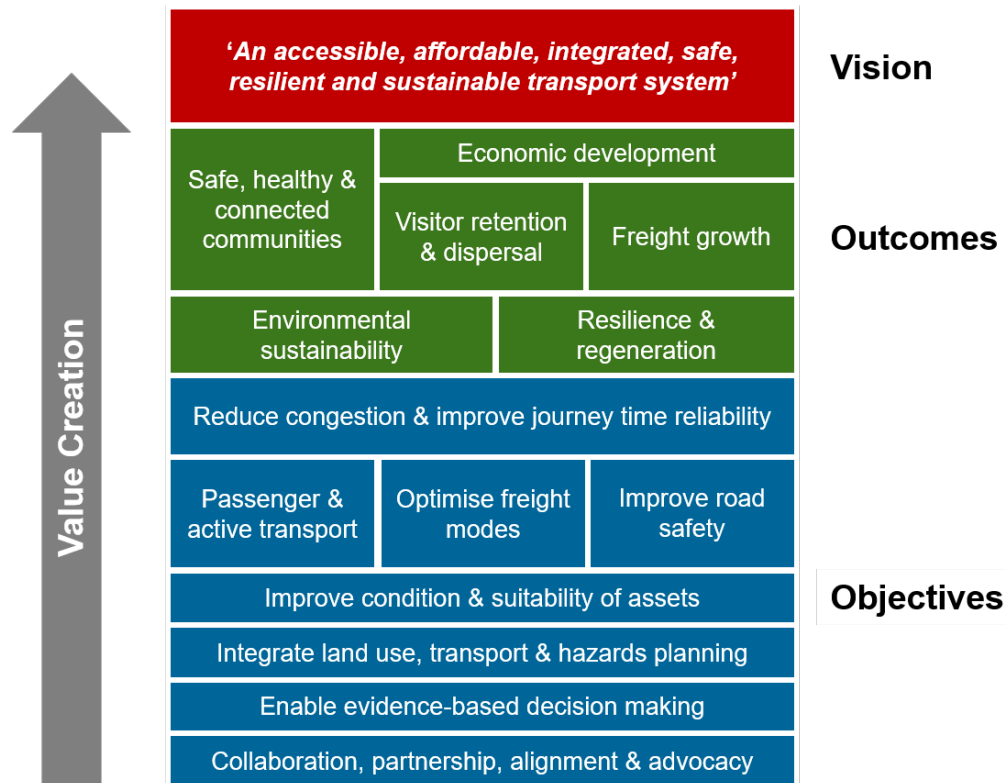 ‘An accessible, affordable, integrated, safe,
resilient and sustainable transport system’
Vision
Safe, healthy &
connected
communities
Economic development
Visitor retention
& dispersal
Freight growth
Outcomes
Environmental
sustainability
Resilience &
regeneration
Reduce congestion & improve journey time reliability
Passenger &
active transport
Optimise freight
modes
Improve road
safety
Improve condition & suitability of assets
Objectives
Integrate land use, transport & hazards planning
Enable evidence-based decision making
Collaboration, partnership, alignment & advocacy
Value Creation